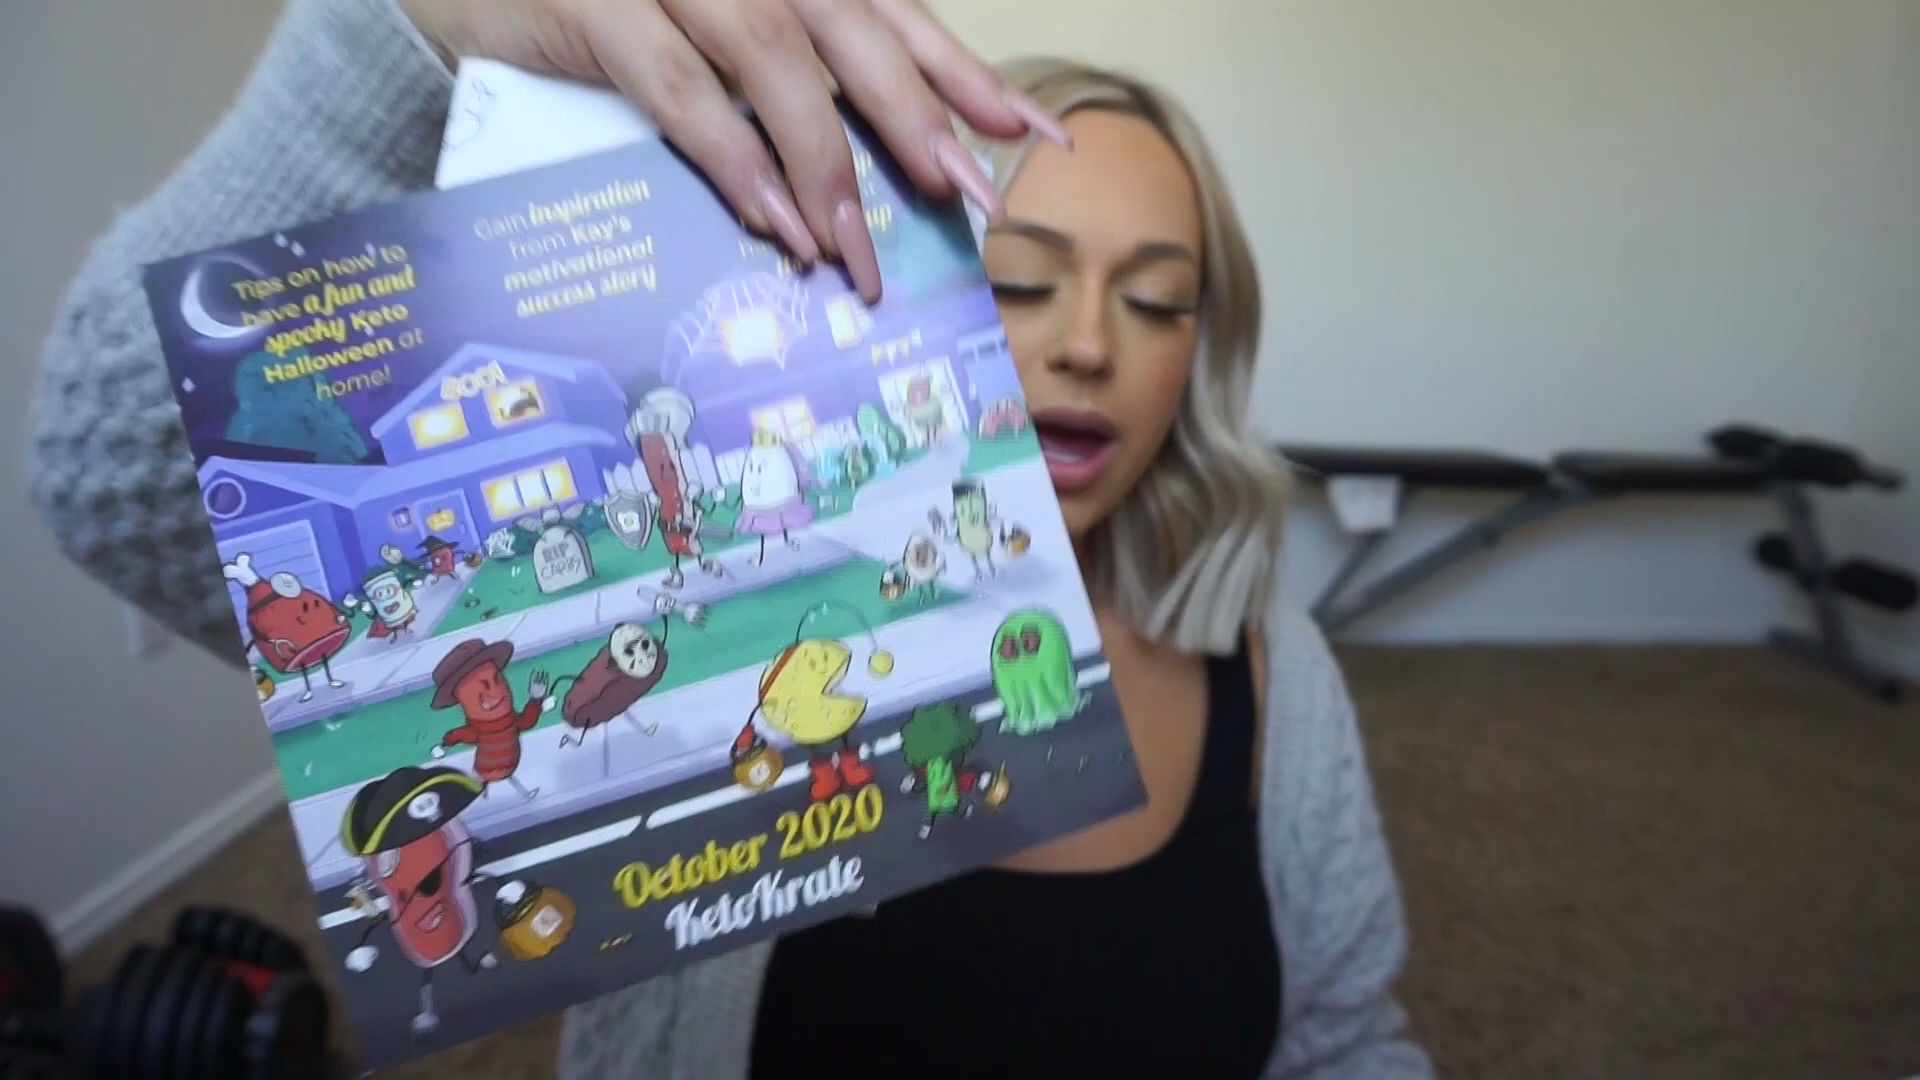 Tips on how to
have a fun and
spooky Keto
Halloween at
home!
Gain inspiration
from Kay's
motivational
success story
up
BOO!
RIP
CARBS
October 2020
KetoKrate